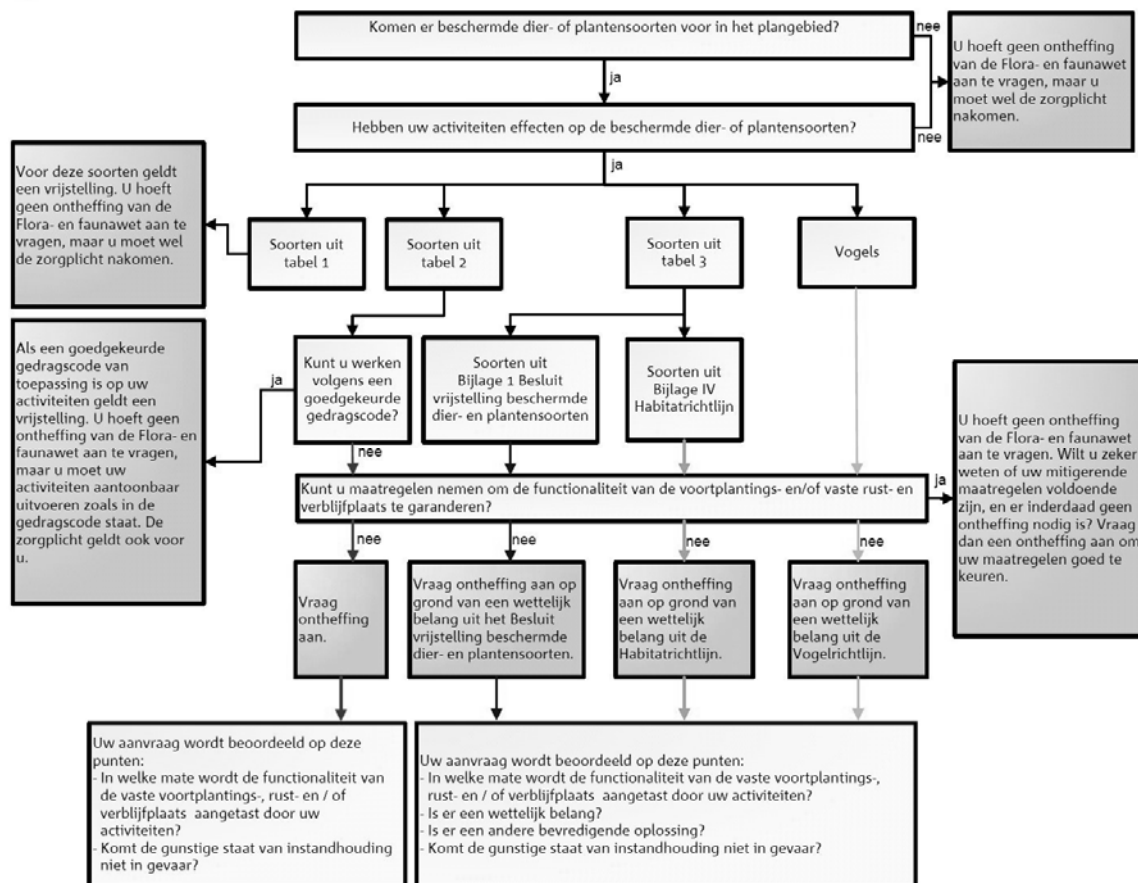 Komen er beschermde dier- of plantensoorten voor in het plangebied?
nee
U hoeft geen ontheffing
van de Flora- en faunawet
aan te vragen, maar u
moet wel de zorgplicht
nakomen.
ja
Hebben uw activiteiten effecten op de beschermde dier- of plantensoorten?
nee
ja
Voor deze soorten geldt
een vrijstelling. U hoeft
geen ontheffing van de
Flora- en faunawet aan te
vragen, maar u moet wel
de zorgplicht nakomen.
Soorten uit
tabel 1
Soorten uit
tabel 2
Soorten uit
tabel 3
Vogels
Als een goedgekeurde
gedragscode van
toepassing is op uw
activiteiten geldt een
vrijstelling. U hoeft geen
ontheffing van de Flora- en
faunawet aan te vragen,
maar u moet uw
activiteiten aantoonbaar
uitvoeren zoals in de
gedragscode staat. De
zorgplicht geldt ook voor
u.
ja
Kunt u werken
volgens een
goedgekeurde
gedragscode?
Soorten uit
Bijlage 1 Besluit
vrijstelling beschermde
dier- en plantensoorten
Soorten uit
Bijlage IV
Habitatrichtlijn
nee
Kunt u maatregelen nemen om de functionaliteit van de voortplantings- en/of vaste rust- en
verblijfplaats te garanderen?
ja
U hoeft geen ontheffing
van de Flora- en faunawet
aan te vragen. Wilt u zeker
weten of uw mitigerende
maatregelen voldoende
zijn, en er inderdaad geen
ontheffing nodig is? Vraag
dan een ontheffing aan om
uw maatregelen goed te
keuren.
nee
nee
nee
nee
Vraag
ontheffing
aan.
Vraag ontheffing aan op
grond van een wettelijk
belang uit het Besluit
vrijstelling beschermde
dier- en plantensoorten.
Vraag ontheffing
aan op grond van
een wettelijk
belang uit de
Habitatrichtlijn.
Vraag ontheffing
aan op grond van
een wettelijk
belang uit de
Vogelrichtlijn.
Uw aanvraag wordt beoordeeld op deze
punten:
- In welke mate wordt de functionaliteit van
de vaste voortplantings-, rust- en / of
verblijfplaats aangetast door uw
activiteiten?
- Komt de gunstige staat van instandhouding
niet in gevaar?
Uw aanvraag wordt beoordeeld op deze punten:
- In welke mate wordt de functionaliteit van de vaste voortplantings-,
rust- en / of verblijfplaats aangetast door uw activiteiten?
- Is er een wettelijk belang?
- Is er een andere bevredigende oplossing?
- Komt de gunstige staat van instandhouding niet in gevaar?